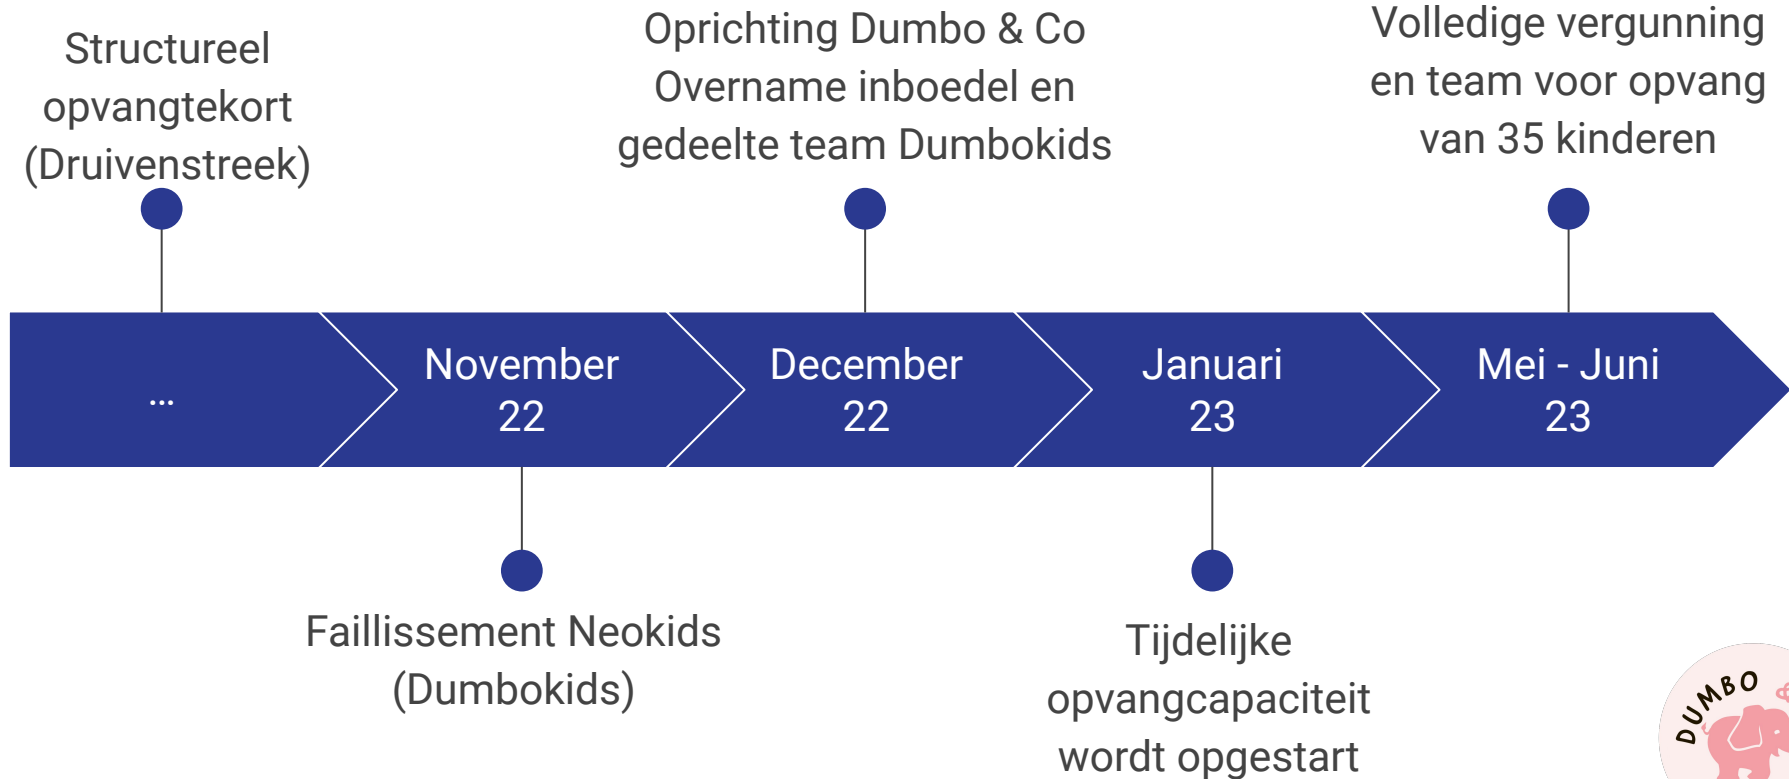 Structureel
opvangtekort
(Druivenstreek)
Oprichting Dumbo & Co
Overname inboedel en
gedeelte team Dumbokids
Volledige vergunning
en team voor opvang
van 35 kinderen
...
November
22
December
22
Januari
23
Mei - Juni
23
Faillissement Neokids
(Dumbokids)
Tijdelijke
opvangcapaciteit
wordt opgestart
DUMBO